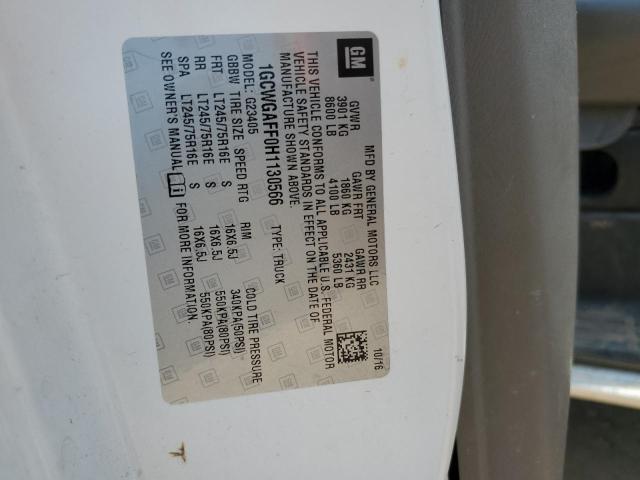 GM
MFD BY GENERAL MOTORS LLC 10/16
GVWR GAWR FRT GAWR RR
3901 KG 1860 KG 2431 KG
8600 LB 4100 LB 5360 LB
THIS VEHICLE CONFORMS TO ALL APPLICABLE U.S. FEDERAL MOTOR
VEHICLE SAFETY STANDARDS IN EFFECT ON THE DATE OF
MANUFACTURE SHOWN ABOVE.
1GCWGAFF0H1130566 TYPE: TRUCK
MODEL: G23405
GBBW TIRE SIZE SPEED RTG RIM COLD TIRE PRESSURE
FRT LT245/75R16E S 16X6.5J 340KPA(50PSI)
RR LT245/75R16E S 16X6.5J 550KPA(80PSI)
SPA LT245/75R16E S 16X6.5J 550KPA(80PSI)
SEE OWNER'S MANUAL i FOR MORE INFORMATION.